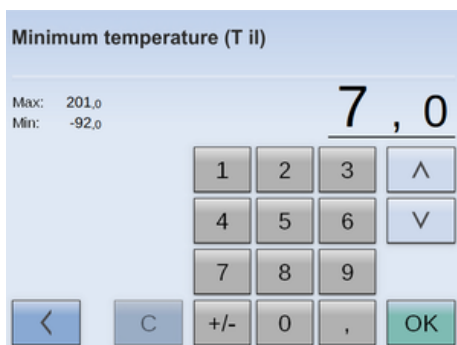 Minimum temperature (T il)
Max: 201,0
7 , 0
Min: -92,0
1 2 3
4 5 6
7 8 9
C +/- 0 , OK